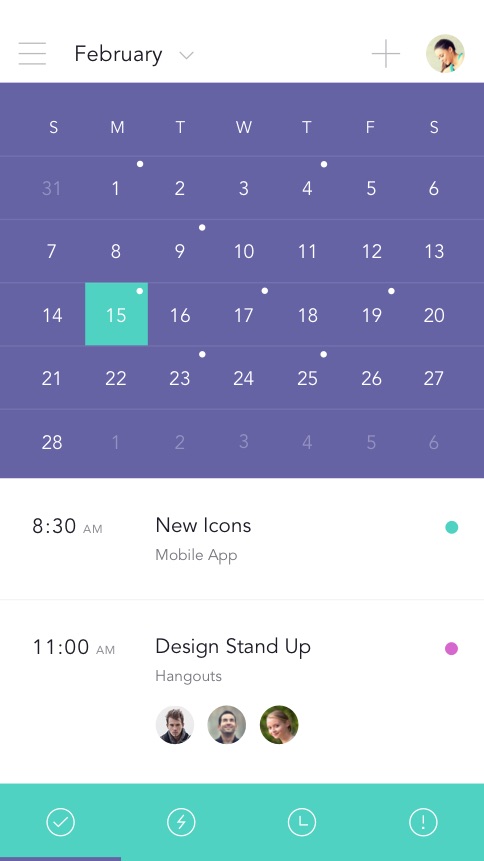 February
S M T W T F S
31 1 2 3 4 5 6
7 8 9 10 11 12 13
14 15 16 17 18 19 20
21 22 23 24 25 26 27
28 1 2 3 4 5 6
8:30 AM New Icons
Mobile App
11:00 AM Design Stand Up
Hangouts